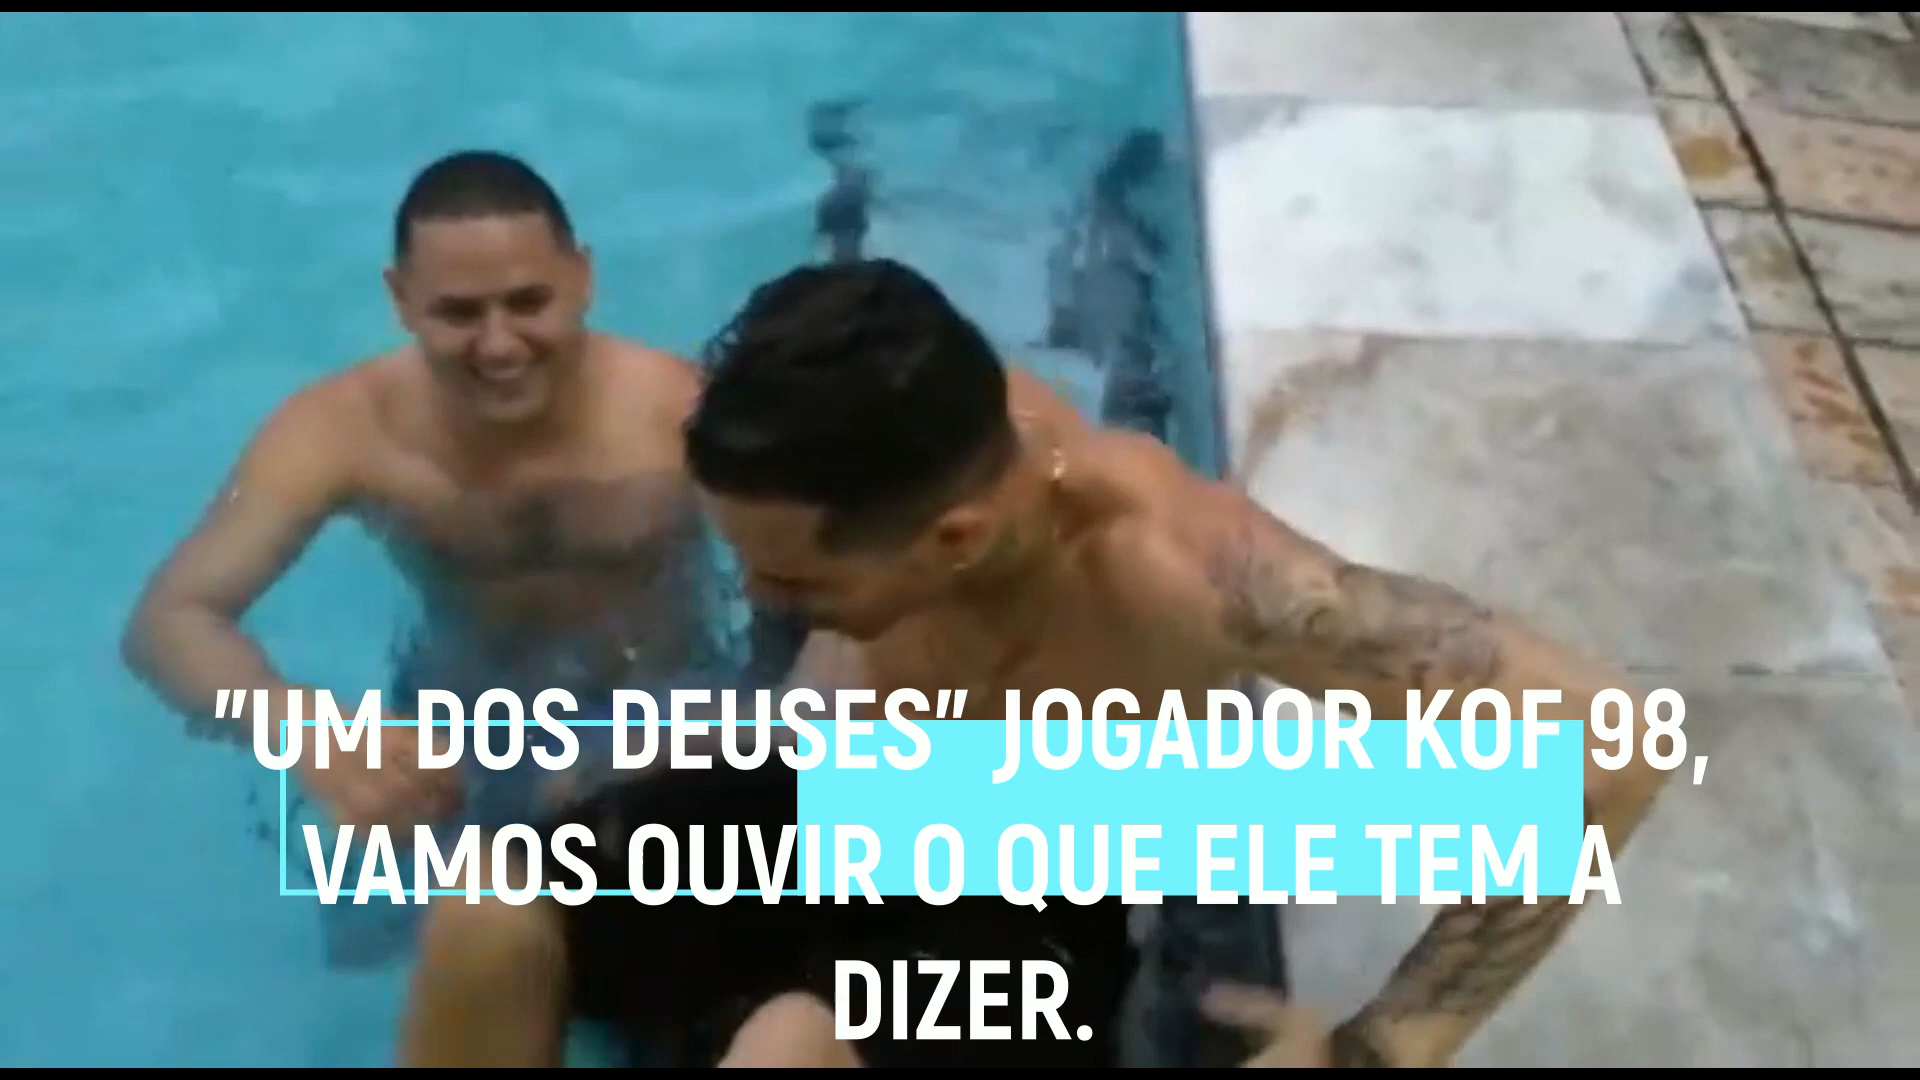 "UM DOS DEUSES" JOGADOR KOF 98,
VAMOS OUVIR O QUE ELE TEM A
DIZER.